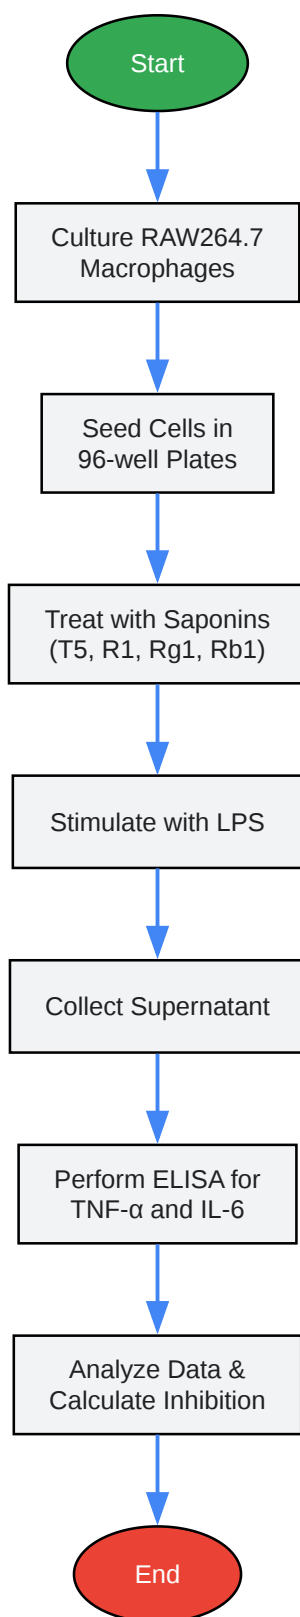 Start
Culture RAW264.7
Macrophages
Seed Cells in
96-well Plates
Treat with Saponins
(T5, R1, Rg1, Rb1)
Stimulate with LPS
Collect Supernatant
Perform ELISA for
TNF-α and IL-6
Analyze Data &
Calculate Inhibition
End